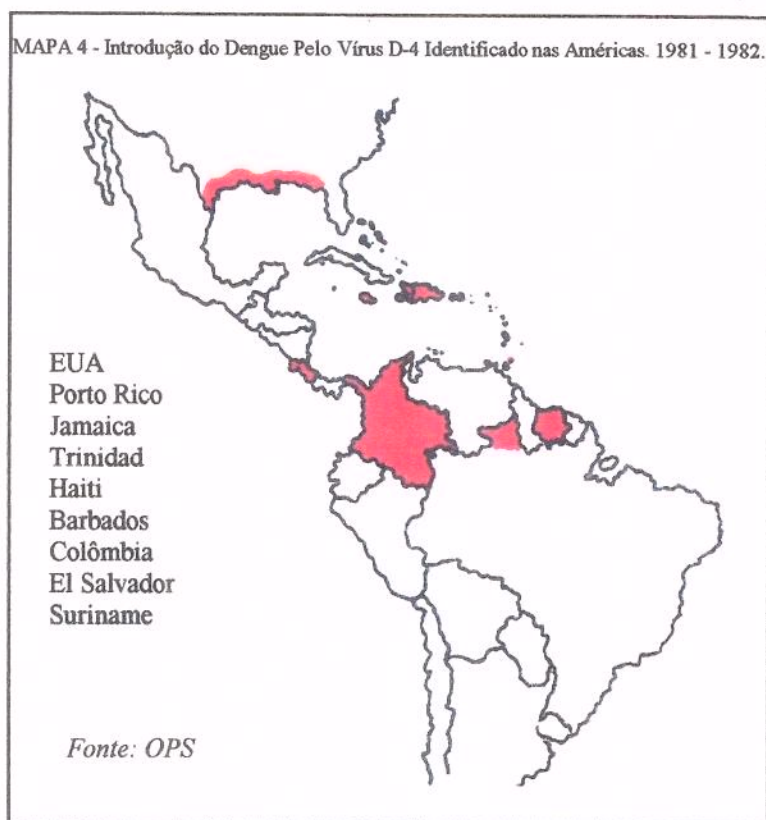 MAPA 4 - Introdução do Dengue Pelo Vírus D-4 Identificado nas Américas. 1981 - 1982.
EUA
Porto Rico
Jamaica
Trinidad
Haiti
Barbados
Colômbia
El Salvador
Suriname
Fonte: OPS